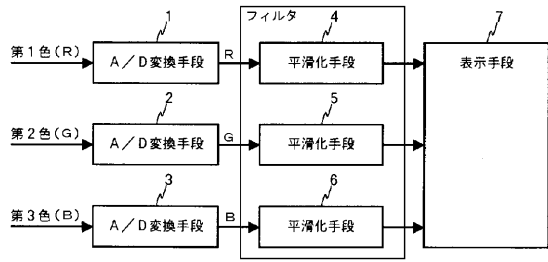 フィルタ
1
4
7
第1色(R)
A/D変換手段
R
平滑化手段
表示手段
2
5
第2色(G)
A/D変換手段
G
平滑化手段
3
6
第3色(B)
A/D変換手段
B
平滑化手段